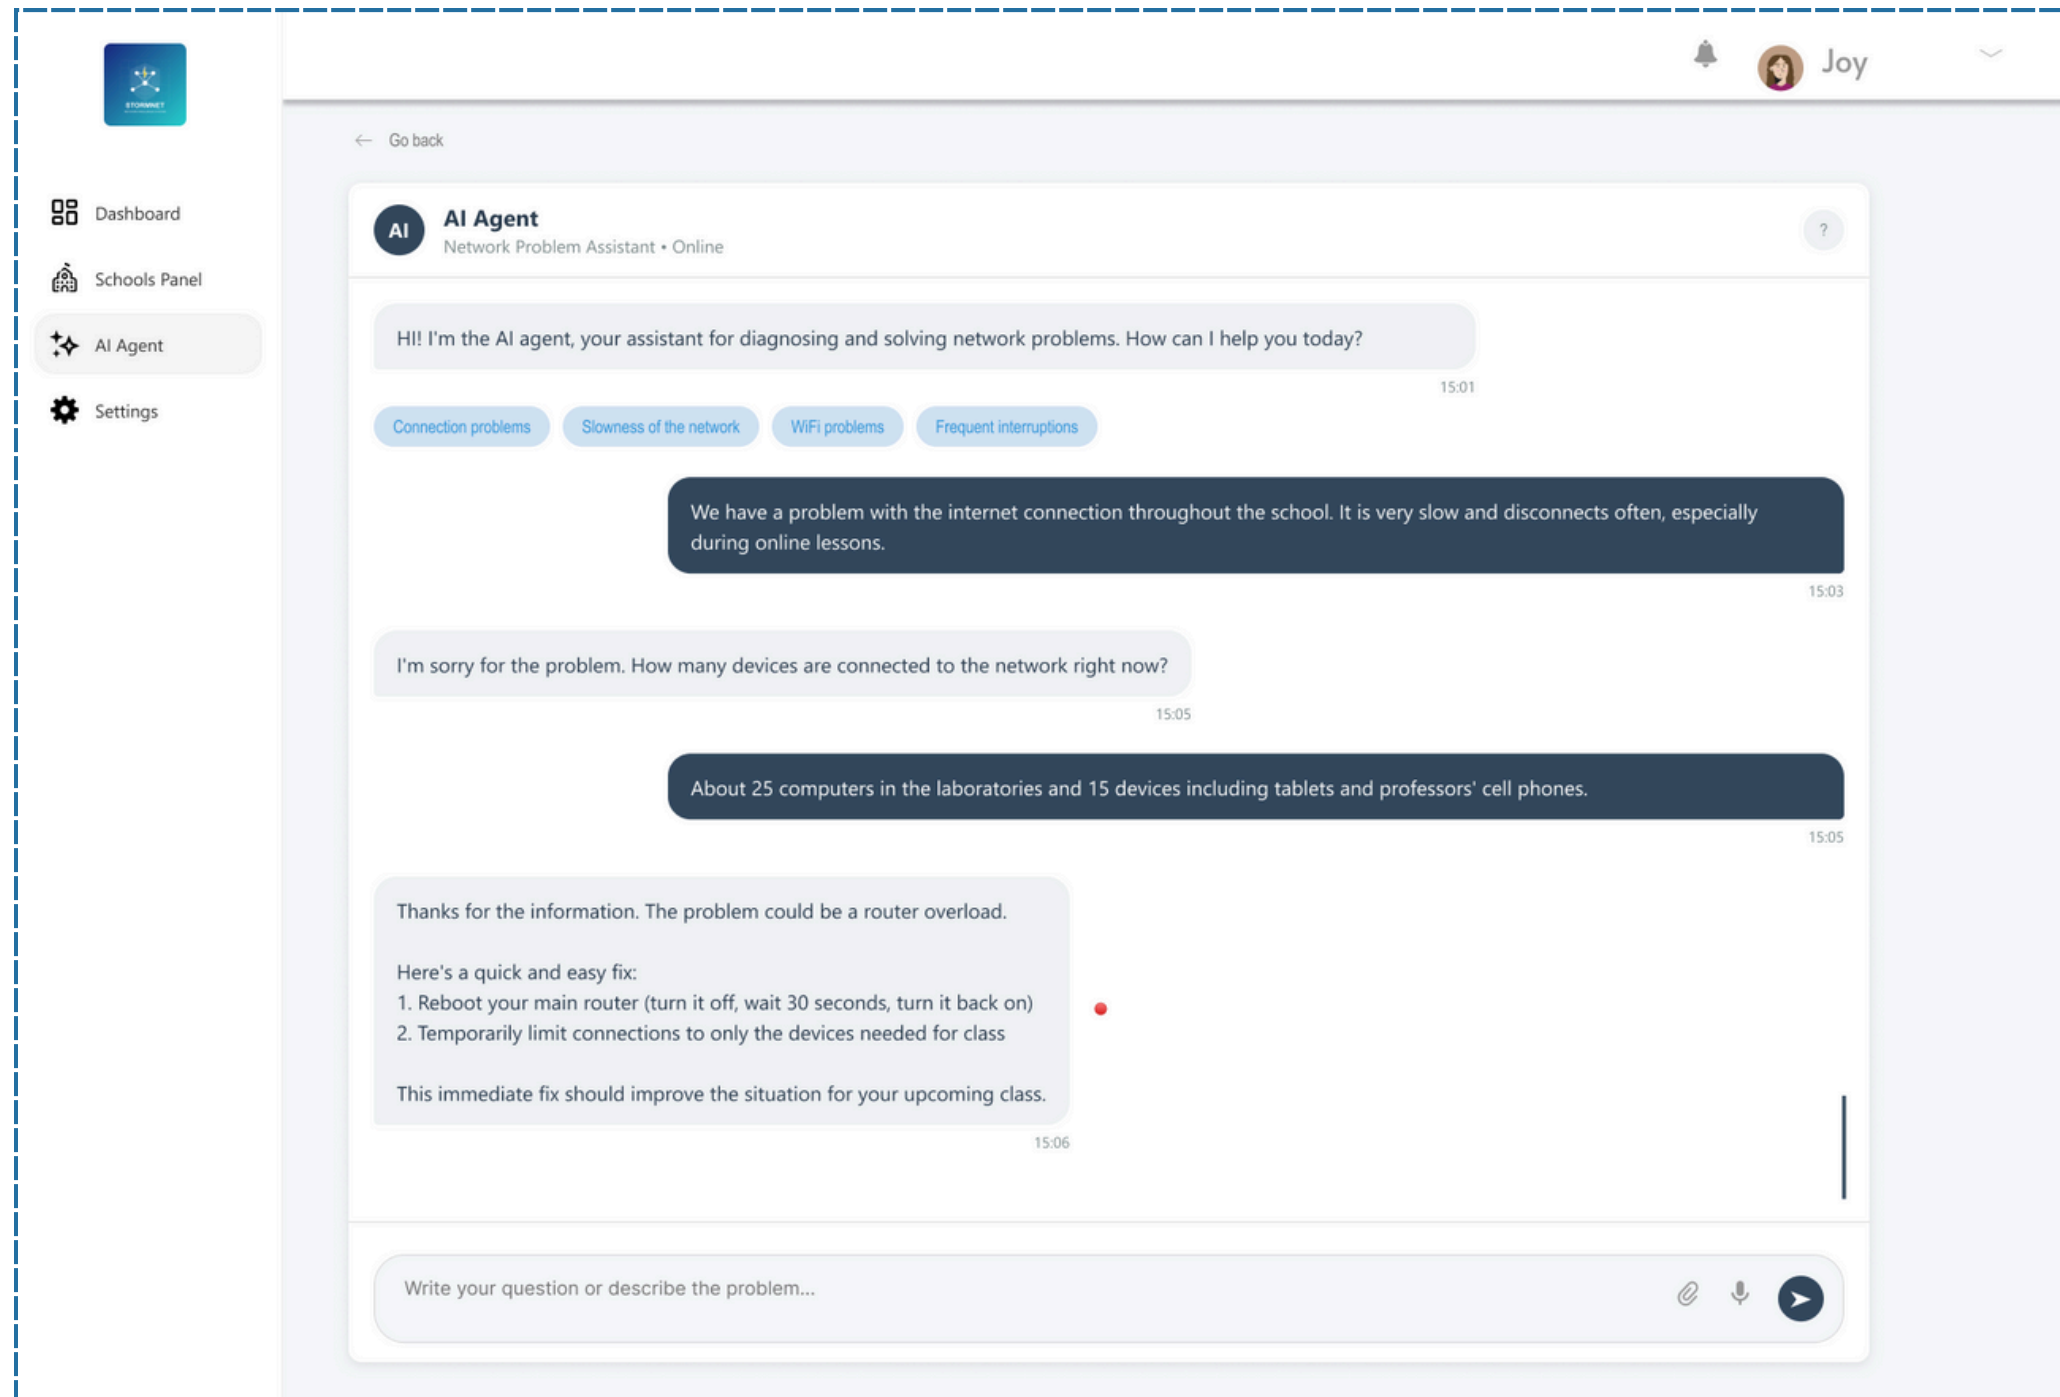 STORMNET
Joy
Dashboard
Schools Panel
AI Agent
Settings
Go back
AI
AI Agent
Network Problem Assistant • Online
?
HI! I'm the AI agent, your assistant for diagnosing and solving network problems. How can I help you today?
15:01
Connection problems
Slowness of the network
WiFi problems
Frequent interruptions
We have a problem with the internet connection throughout the school. It is very slow and disconnects often, especially
during online lessons.
15:03
I'm sorry for the problem. How many devices are connected to the network right now?
15:05
About 25 computers in the laboratories and 15 devices including tablets and professors' cell phones.
15:05
Thanks for the information. The problem could be a router overload.
Here's a quick and easy fix:
1. Reboot your main router (turn it off, wait 30 seconds, turn it back on)
2. Temporarily limit connections to only the devices needed for class
This immediate fix should improve the situation for your upcoming class.
15:06
Write your question or describe the problem...